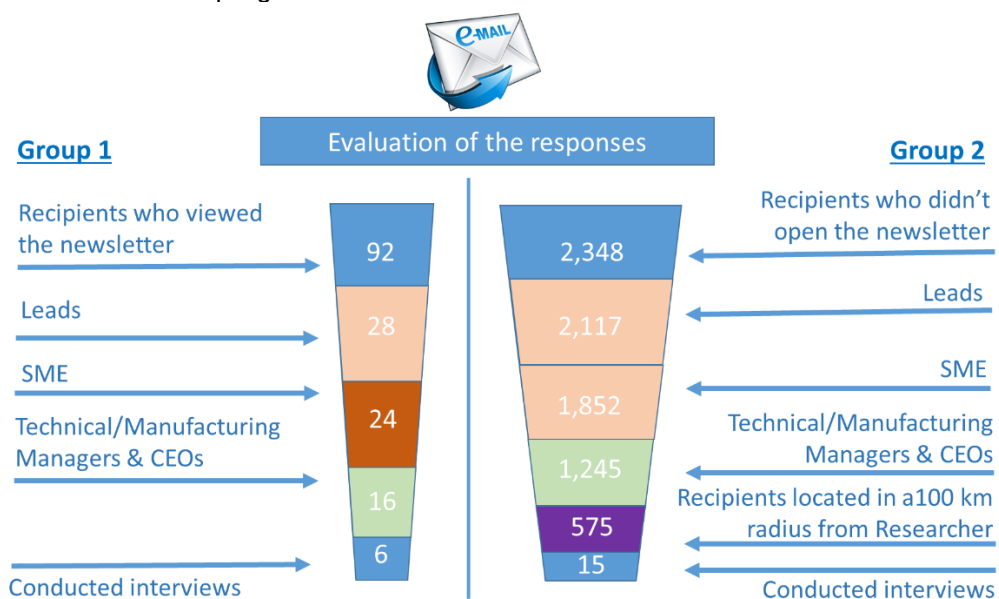 e-MAIL
Evaluation of the responses
Group 1
Group 2
Recipients who viewed
the newsletter
92
Leads
28
SME
24
Technical/Manufacturing
Managers & CEOs
16
6
Conducted interviews
Recipients who didn't
open the newsletter
2,348
Leads
2,117
SME
1,852
Technical/Manufacturing
Managers & CEOs
1,245
Recipients located in a100 km
radius from Researcher
575
15
Conducted interviews